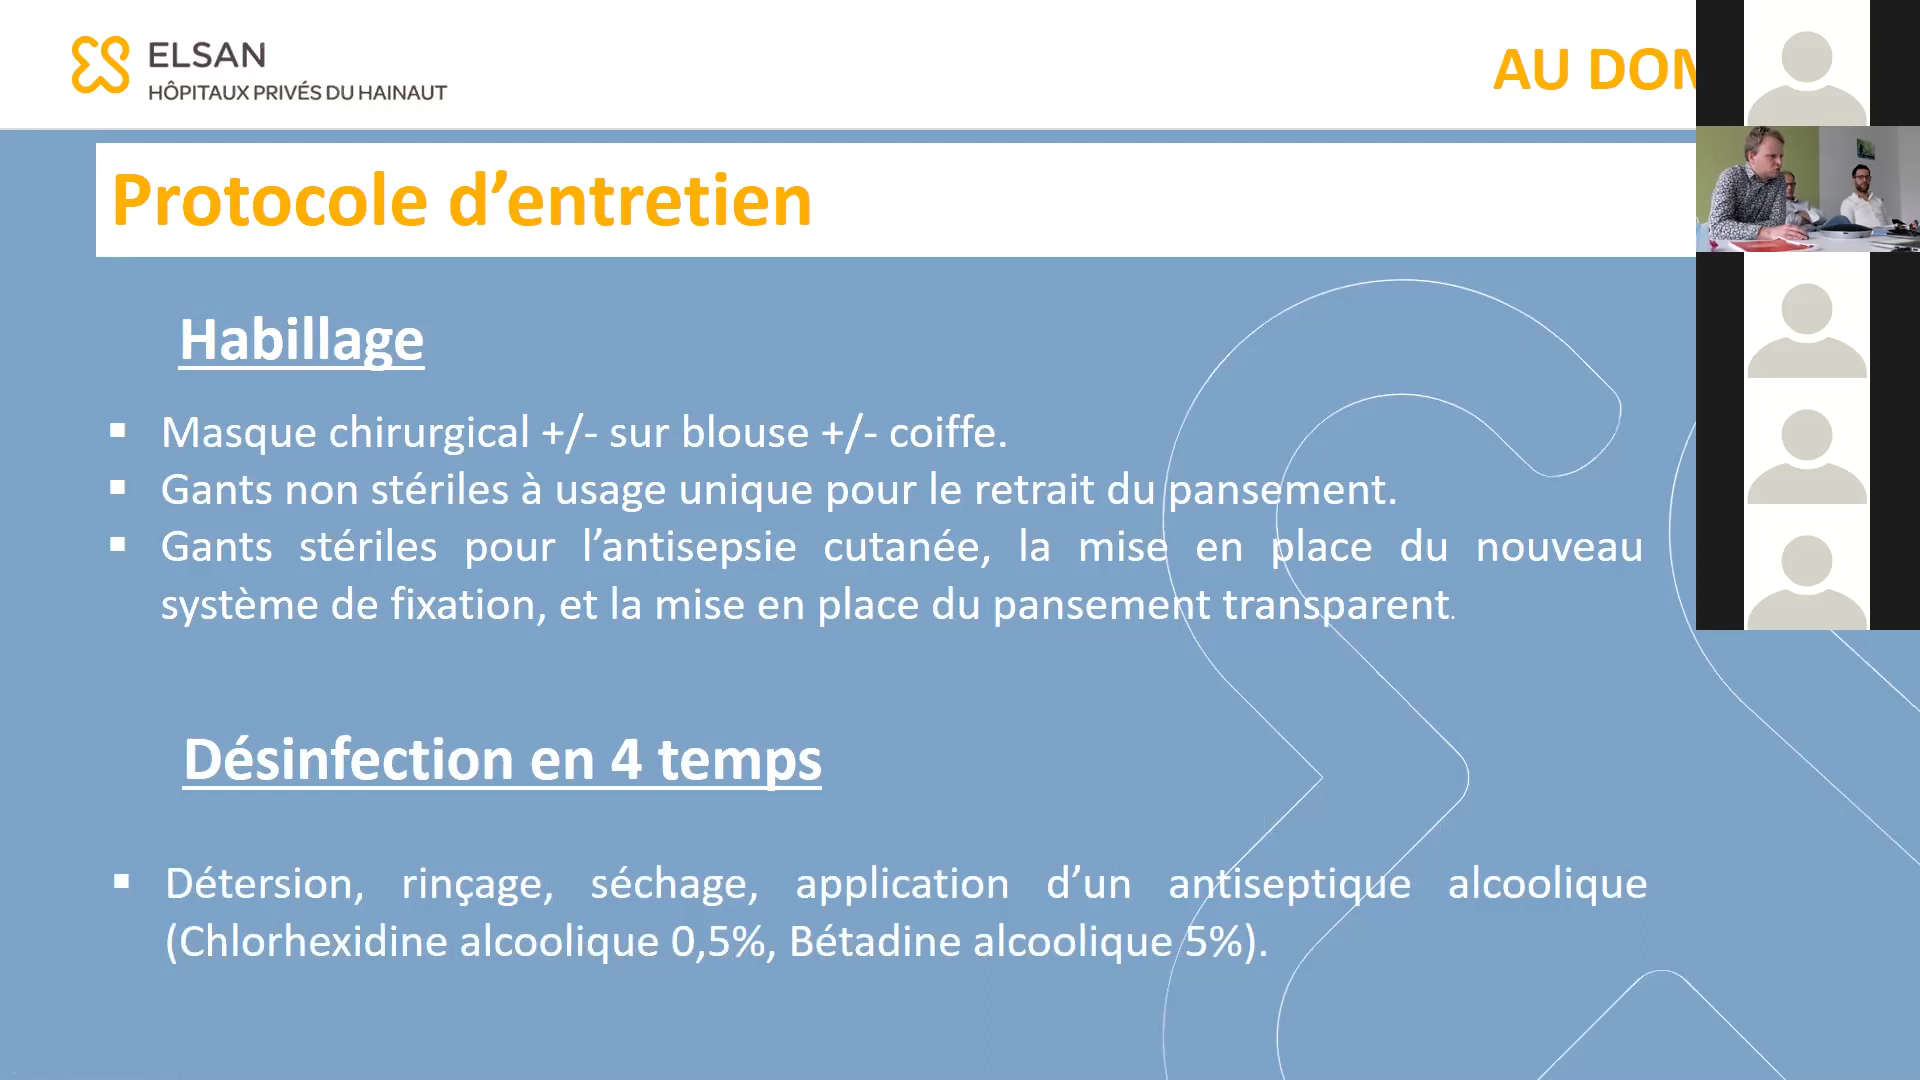 ELSAN
HÔPITAUX PRIVÉS DU HAINAUT
AU DOM
Protocole d’entretien
Habillage
▪ Masque chirurgical +/- sur blouse +/- coiffe.
▪ Gants non stériles à usage unique pour le retrait du pansement.
▪ Gants stériles pour l’antisepsie cutanée, la mise en place du nouveau
système de fixation, et la mise en place du pansement transparent.
Désinfection en 4 temps
▪ Détersion, rinçage, séchage, application d’un antiseptique alcoolique
(Chlorhexidine alcoolique 0,5%, Bétadine alcoolique 5%).